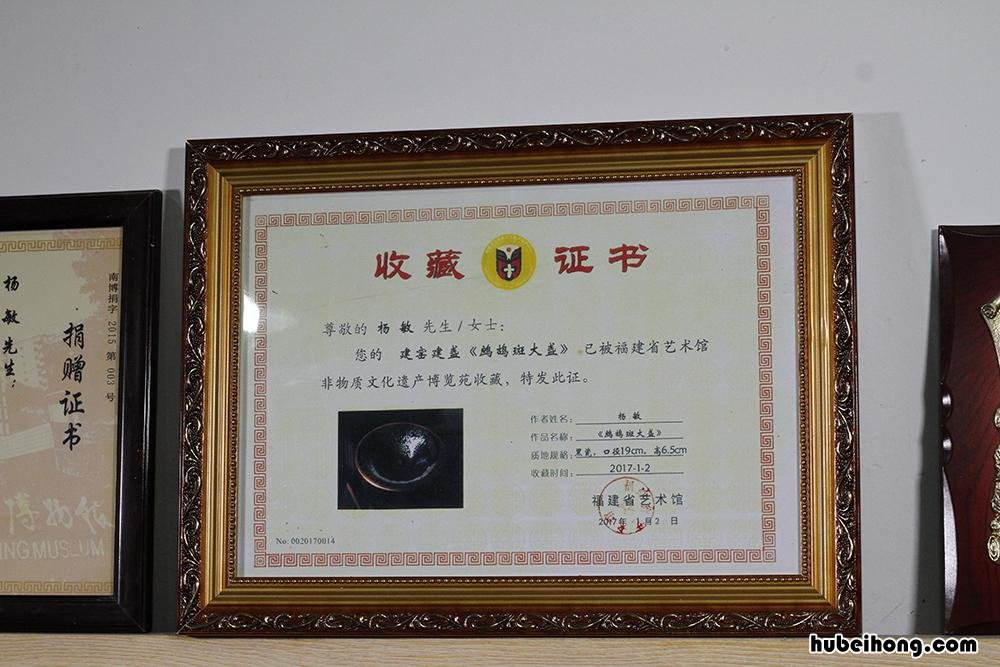 杨敏先生:
捐赠证书
南博捐字 2015 第 003 号
博物院
ING MUSEUM
收藏 证书
尊敬的 杨敏 先生/女士:
您的 建窑建盏《鹧鸪斑大盏》已被福建省艺术馆
非物质文化遗产博览苑收藏，特发此证。
作者姓名: 杨敏
作品名称: 《鹧鸪斑大盏》
质地规格: 黑瓷，口径19cm，高6.5cm
收藏时间: 2017-1-2
福建省艺术馆
2017年 1月2 日
No: 0020170014
hubeihong.com